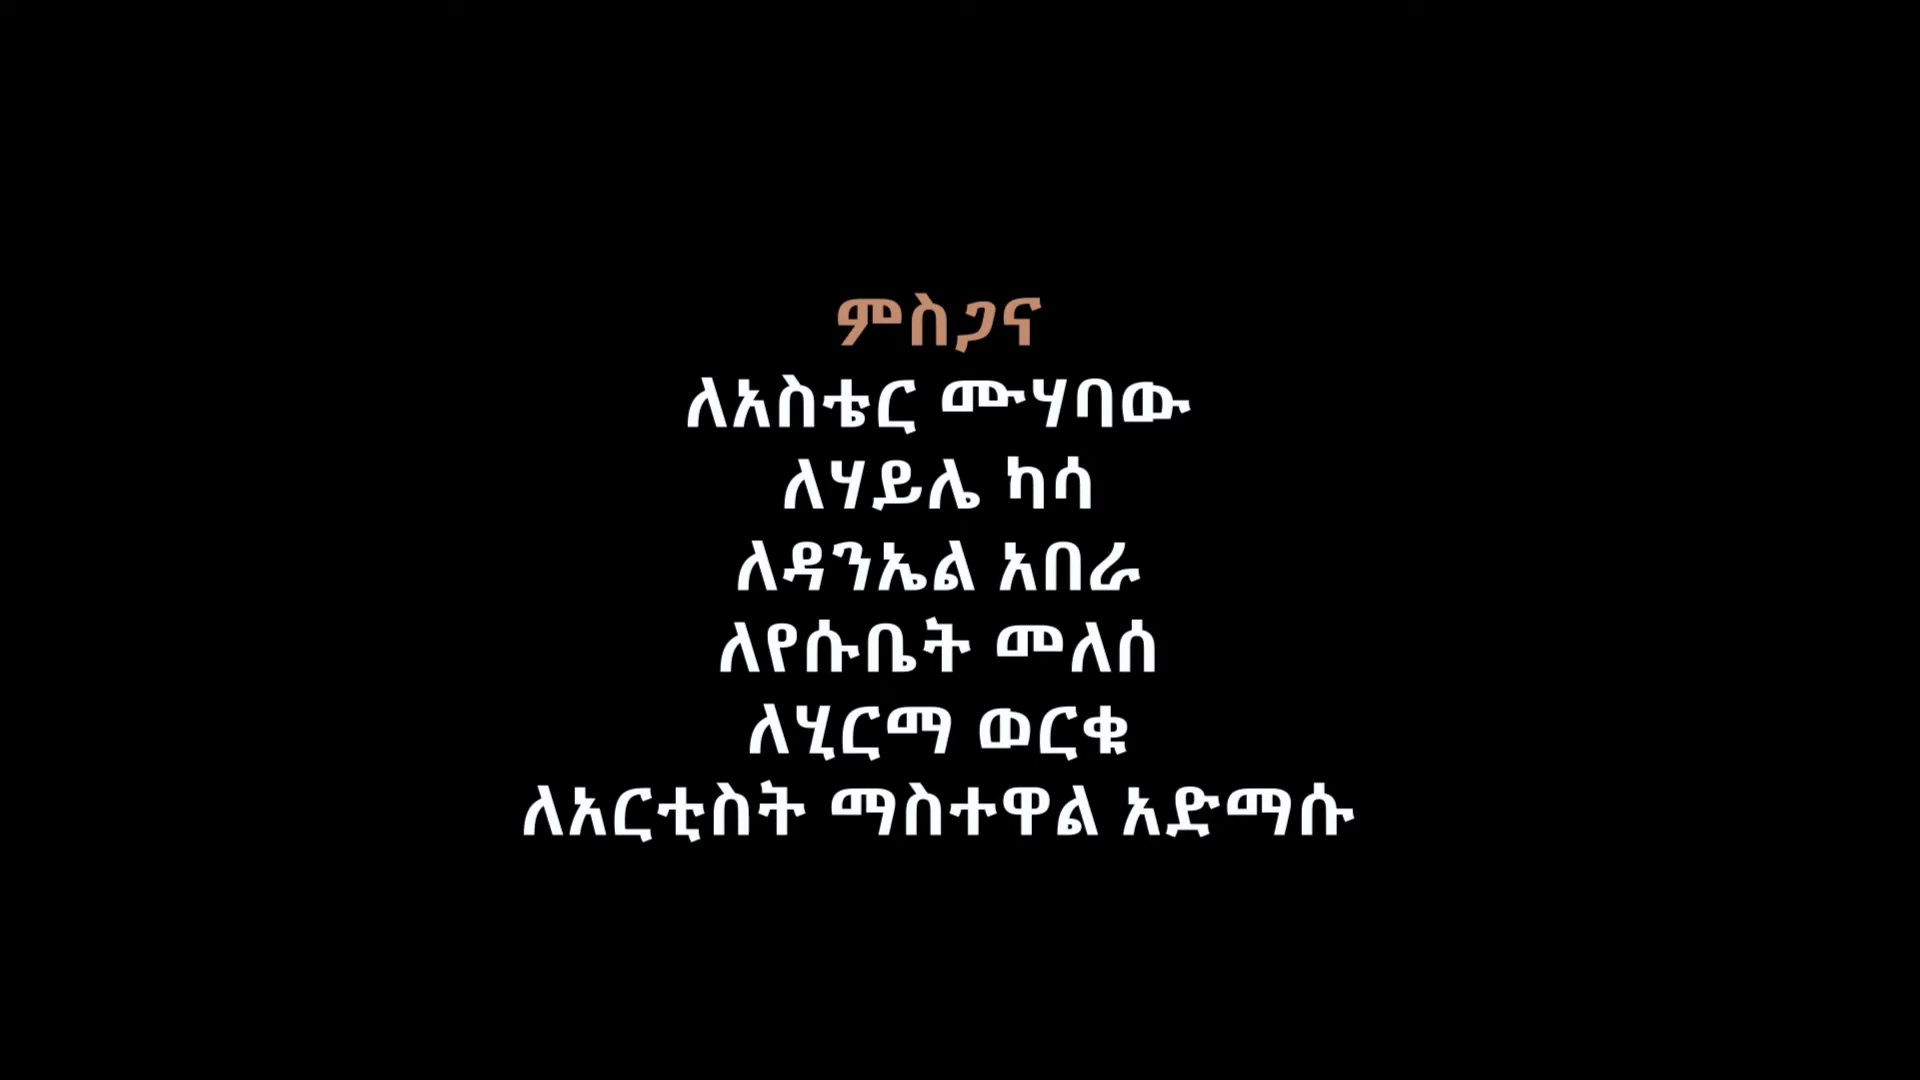 ምስጋና
ለአስቴር ሙሃባው
ለሃይሌ ካሳ
ለዳንኤል አበራ
ለየሱቤት መለሰ
ለሂርማ ወርቁ
ለአርቲስት ማስተዋል አድማሱ